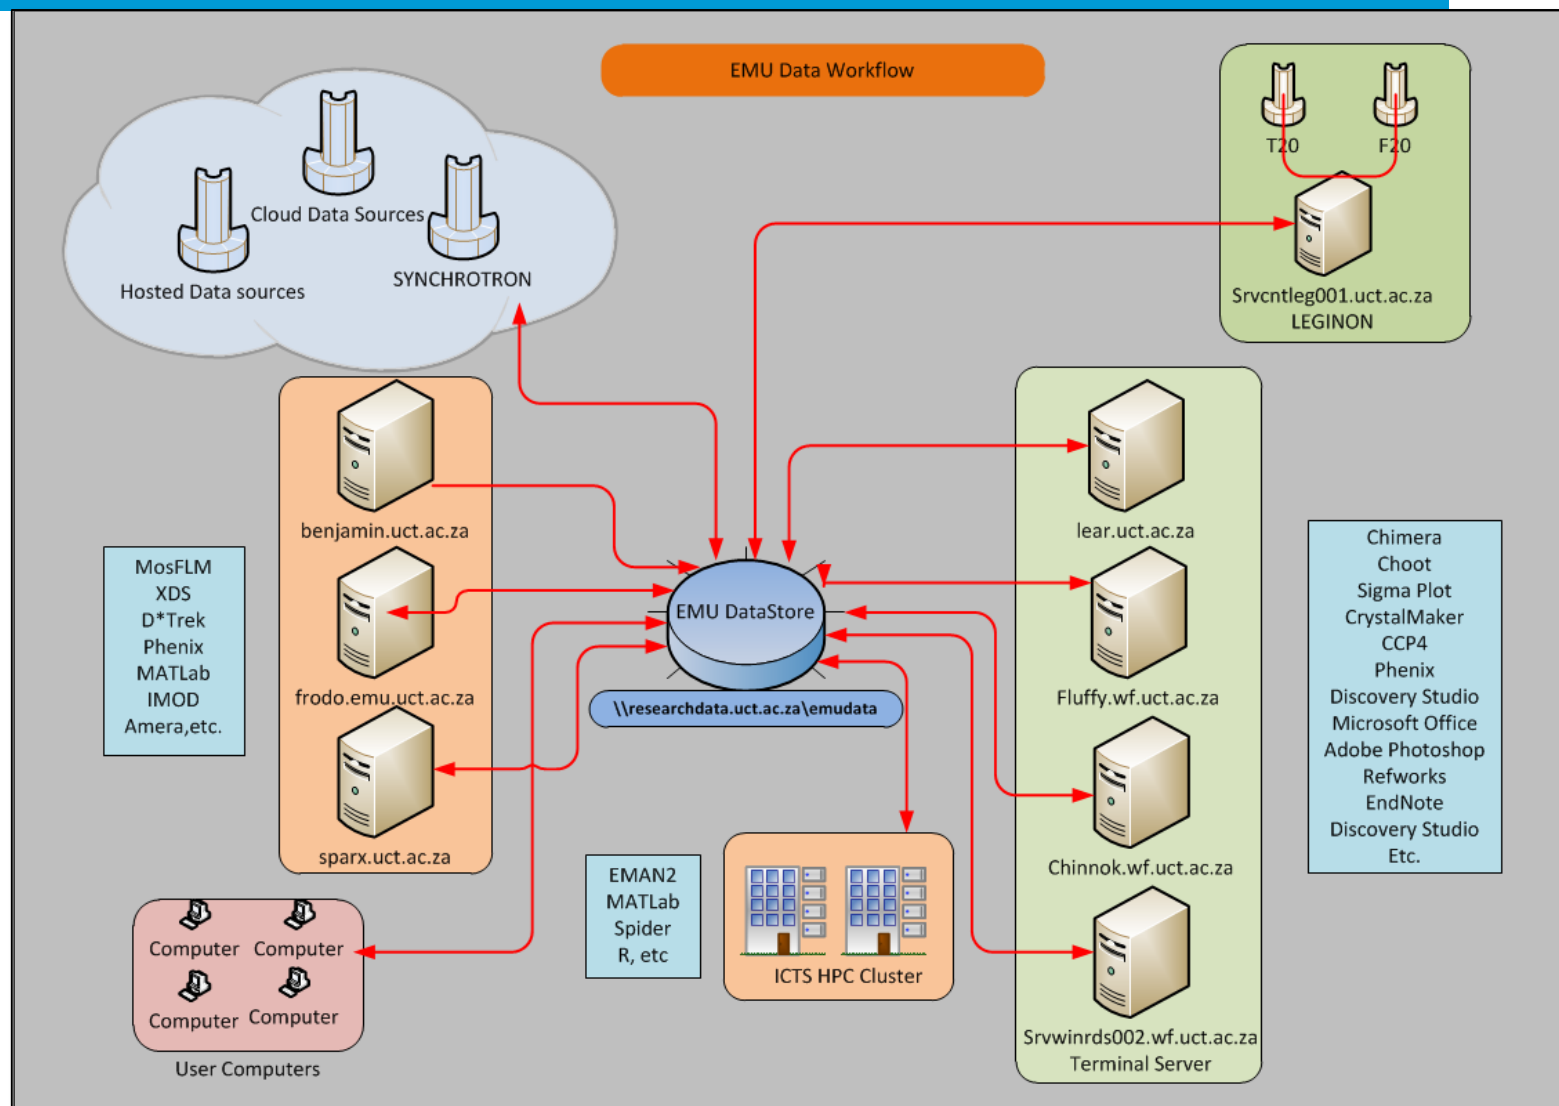 EMU Data Workflow
Cloud Data Sources
Hosted Data sources
SYNCHROTRON
T20
F20
Srvcntleg001.uct.ac.za
LEGINON
benjamin.uct.ac.za
frodo.emu.uct.ac.za
sparx.uct.ac.za
MosFLM
XDS
D*Trek
Phenix
MATLab
IMOD
Amera,etc.
EMU DataStore
\\researchdata.uct.ac.za\emudata
lear.uct.ac.za
Fluffy.wf.uct.ac.za
Chinnok.wf.uct.ac.za
Srvwinrds002.wf.uct.ac.za
Terminal Server
Chimera
Choot
Sigma Plot
CrystalMaker
CCP4
Phenix
Discovery Studio
Microsoft Office
Adobe Photoshop
Refworks
EndNote
Discovery Studio
Etc.
EMAN2
MATLab
Spider
R, etc
ICTS HPC Cluster
Computer
Computer
Computer
Computer
User Computers